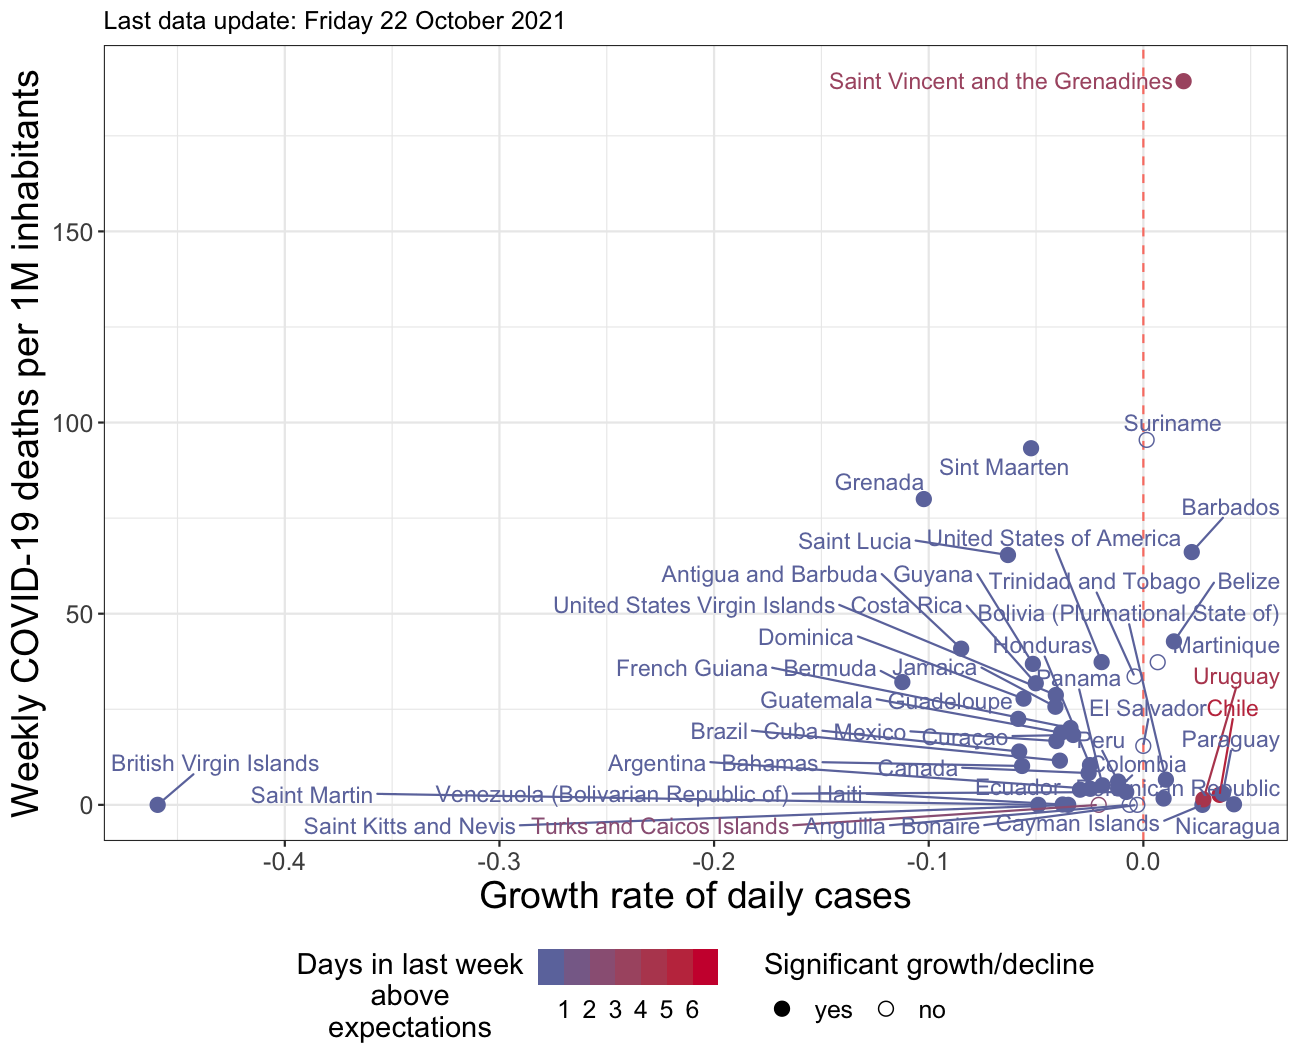 Last data update: Friday 22 October 2021
Weekly COVID-19 deaths per 1M inhabitants
150
100
50
0
Saint Vincent and the Grenadines
Suriname
Sint Maarten
Grenada
Barbados
United States of America
Saint Lucia
Antigua and Barbuda
Guyana
Trinidad and Tobago
Belize
United States Virgin Islands
Costa Rica
Bolivia (Plurinational State of)
Dominica
Honduras
Martinique
French Guiana
Bermuda
Jamaica
Panama
Uruguay
Guatemala
Guadeloupe
El Salvador
Chile
Brazil
Cuba
Mexico
Curaçao
Peru
Paraguay
British Virgin Islands
Argentina
Bahamas
Canada
Colombia
Saint Martin
Venezuela (Bolivarian Republic of)
Haiti
Ecuador
Dominican Republic
Saint Kitts and Nevis
Turks and Caicos Islands
Anguilla
Bonaire
Cayman Islands
Nicaragua
-0.4
-0.3
-0.2
-0.1
0.0
Growth rate of daily cases
Days in last week
above
expectations
1 2 3 4 5 6
Significant growth/decline
yes
no